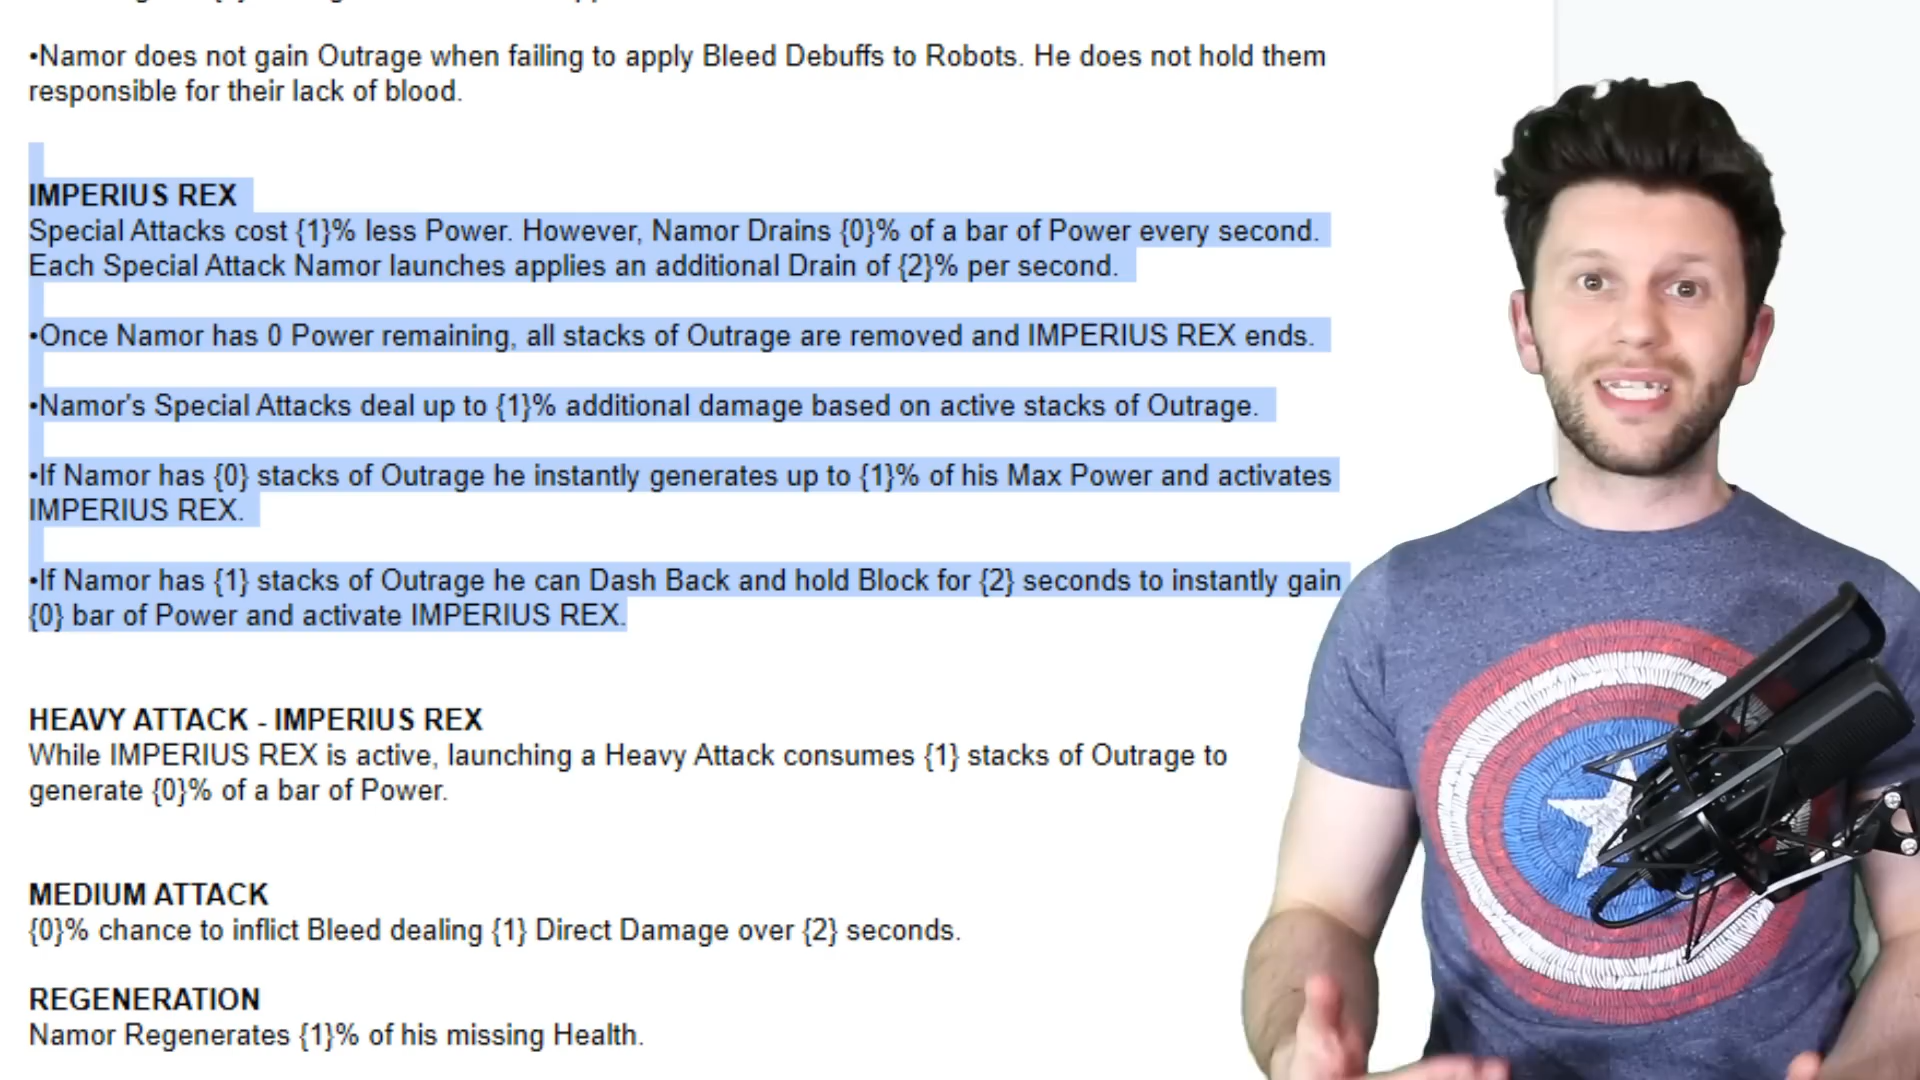 •Namor does not gain Outrage when failing to apply Bleed Debuffs to Robots. He does not hold them
responsible for their lack of blood.
IMPERIUS REX
Special Attacks cost {1}% less Power. However, Namor Drains {0}% of a bar of Power every second.
Each Special Attack Namor launches applies an additional Drain of {2}% per second.
•Once Namor has 0 Power remaining, all stacks of Outrage are removed and IMPERIUS REX ends.
•Namor's Special Attacks deal up to {1}% additional damage based on active stacks of Outrage.
•If Namor has {0} stacks of Outrage he instantly generates up to {1}% of his Max Power and activates
IMPERIUS REX.
•If Namor has {1} stacks of Outrage he can Dash Back and hold Block for {2} seconds to instantly gain
{0} bar of Power and activate IMPERIUS REX.
HEAVY ATTACK - IMPERIUS REX
While IMPERIUS REX is active, launching a Heavy Attack consumes {1} stacks of Outrage to
generate {0}% of a bar of Power.
MEDIUM ATTACK
{0}% chance to inflict Bleed dealing {1} Direct Damage over {2} seconds.
REGENERATION
Namor Regenerates {1}% of his missing Health.